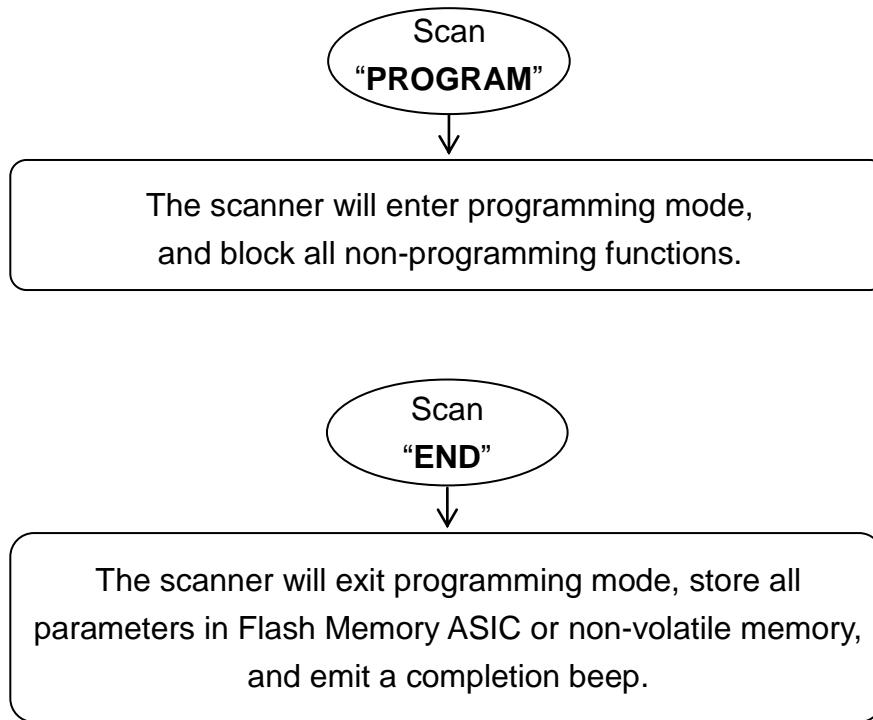 Scan
“PROGRAM”
The scanner will enter programming mode,
and block all non-programming functions.
Scan
“END”
The scanner will exit programming mode, store all
parameters in Flash Memory ASIC or non-volatile memory,
and emit a completion beep.